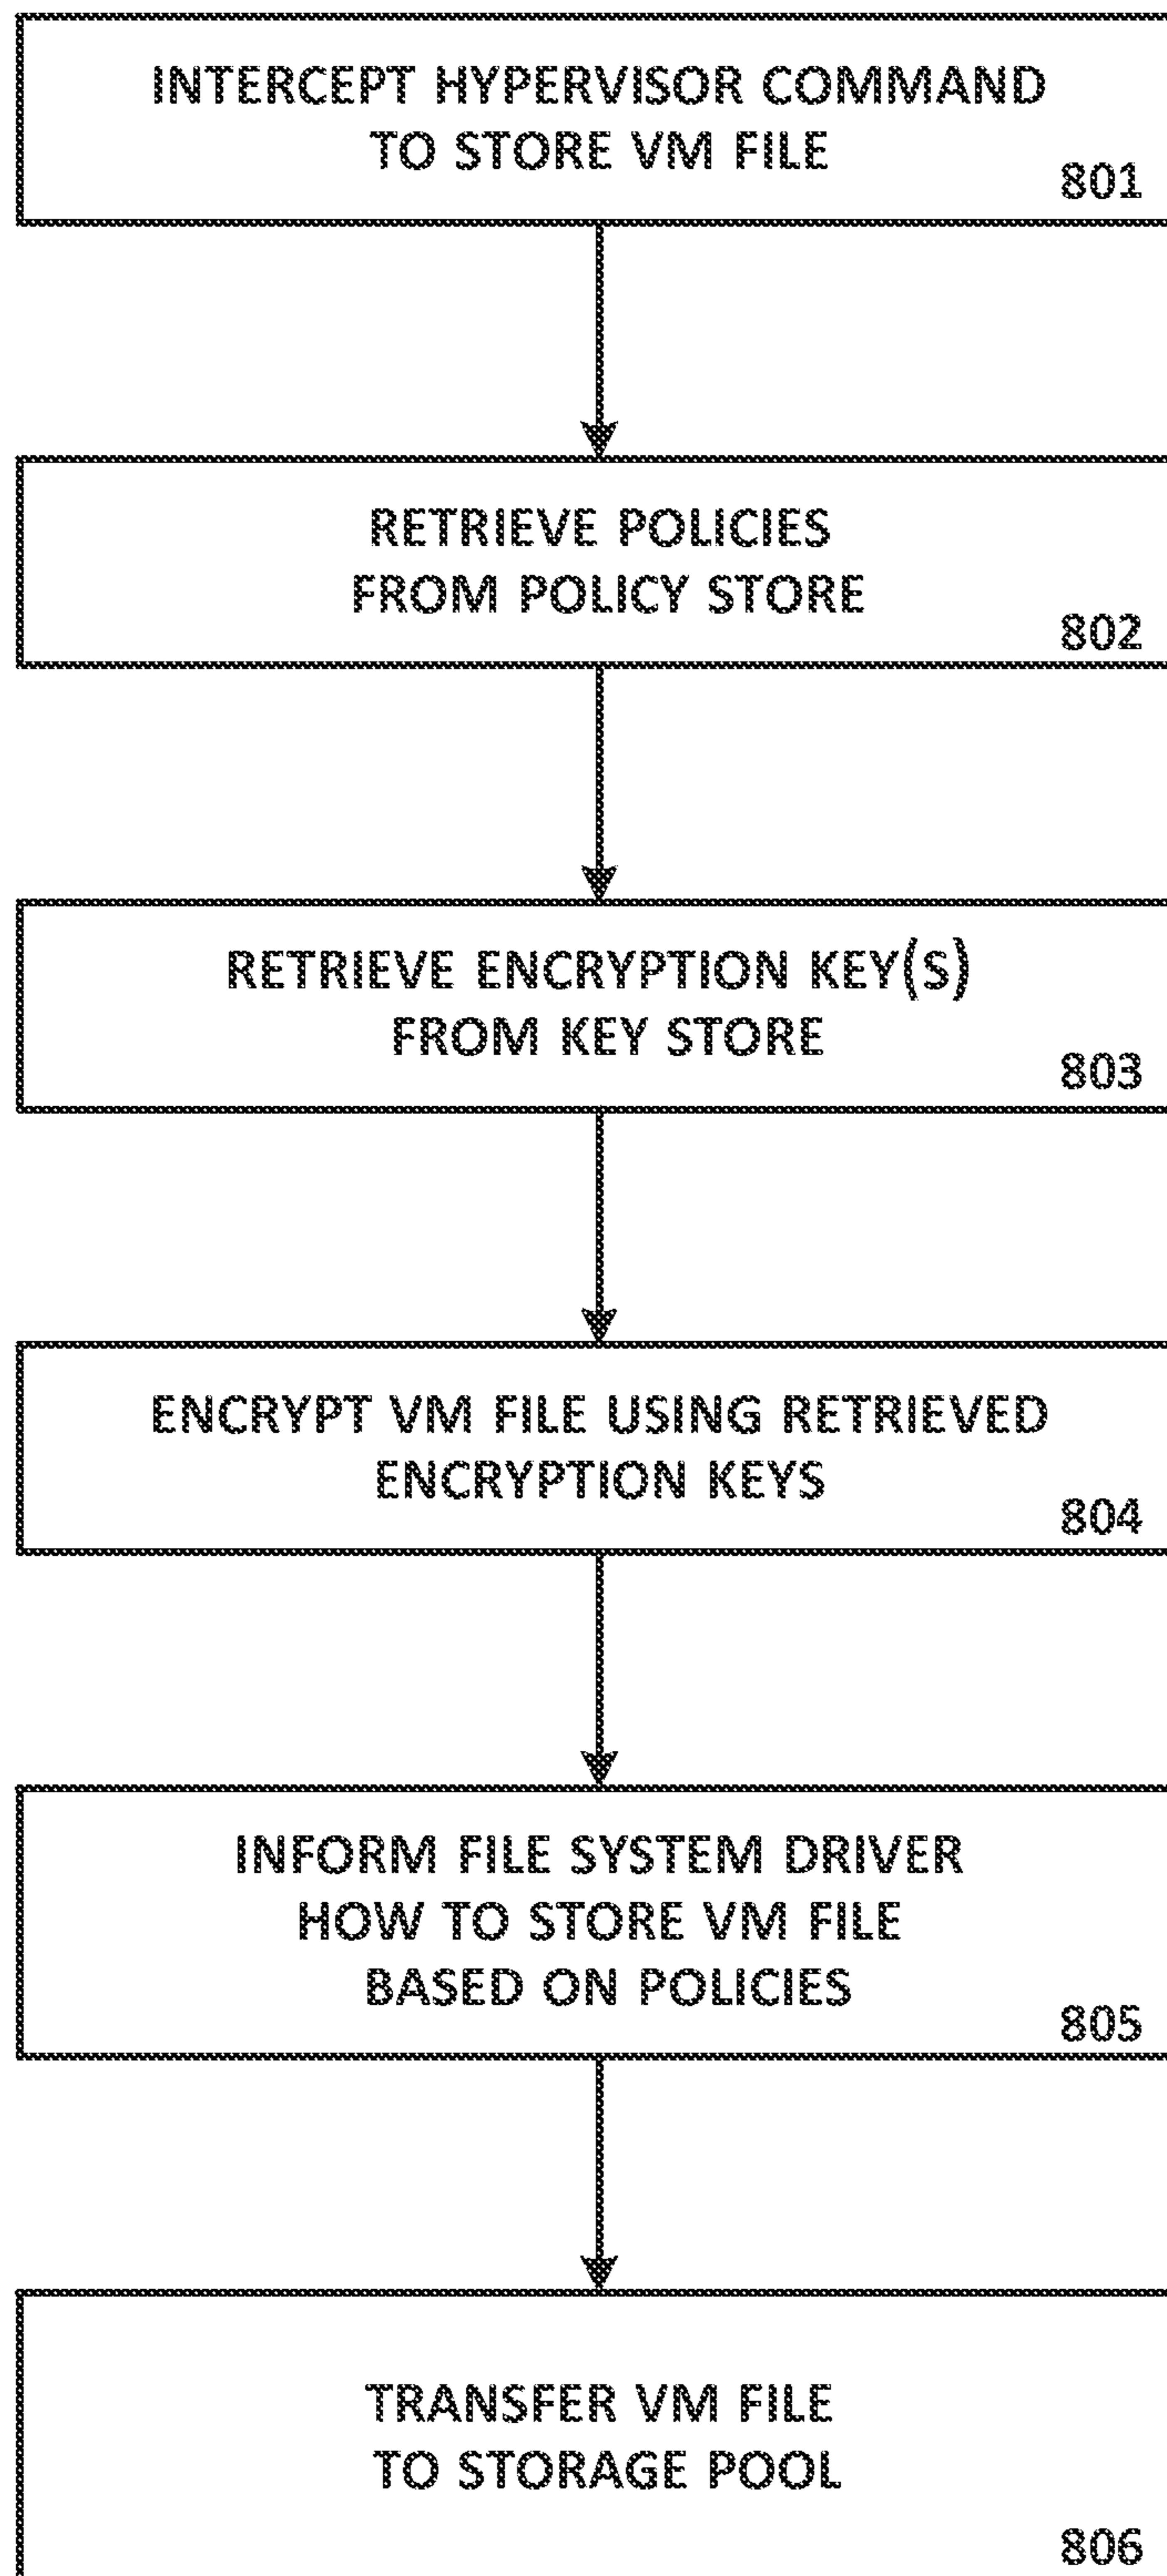 INTERCEPT HYPERVISOR COMMAND
TO STORE VM FILE
801
RETRIEVE POLICIES
FROM POLICY STORE
802
RETRIEVE ENCRYPTION KEY(S)
FROM KEY STORE
803
ENCRYPT VM FILE USING RETRIEVED
ENCRYPTION KEYS
804
INFORM FILE SYSTEM DRIVER
HOW TO STORE VM FILE
BASED ON POLICIES
805
TRANSFER VM FILE
TO STORAGE POOL
806